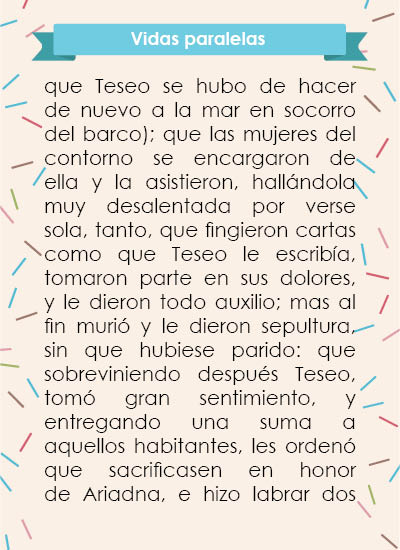 Vidas paralelas
que Teseo se hubo de hacer
de nuevo a la mar en socorro
del barco); que las mujeres del
contorno se encargaron de
ella y la asistieron, hallándola
muy desalentada por verse
sola, tanto, que fingieron cartas
como que Teseo le escribía,
tomaron parte en sus dolores,
y le dieron todo auxilio; mas al
fin murió y le dieron sepultura,
sin que hubiese parido: que
sobreviniendo después Teseo,
tomó gran sentimiento, y
entregando una suma a
aquellos habitantes, les ordenó
que sacrificasen en honor
de Ariadna, e hizo labrar dos